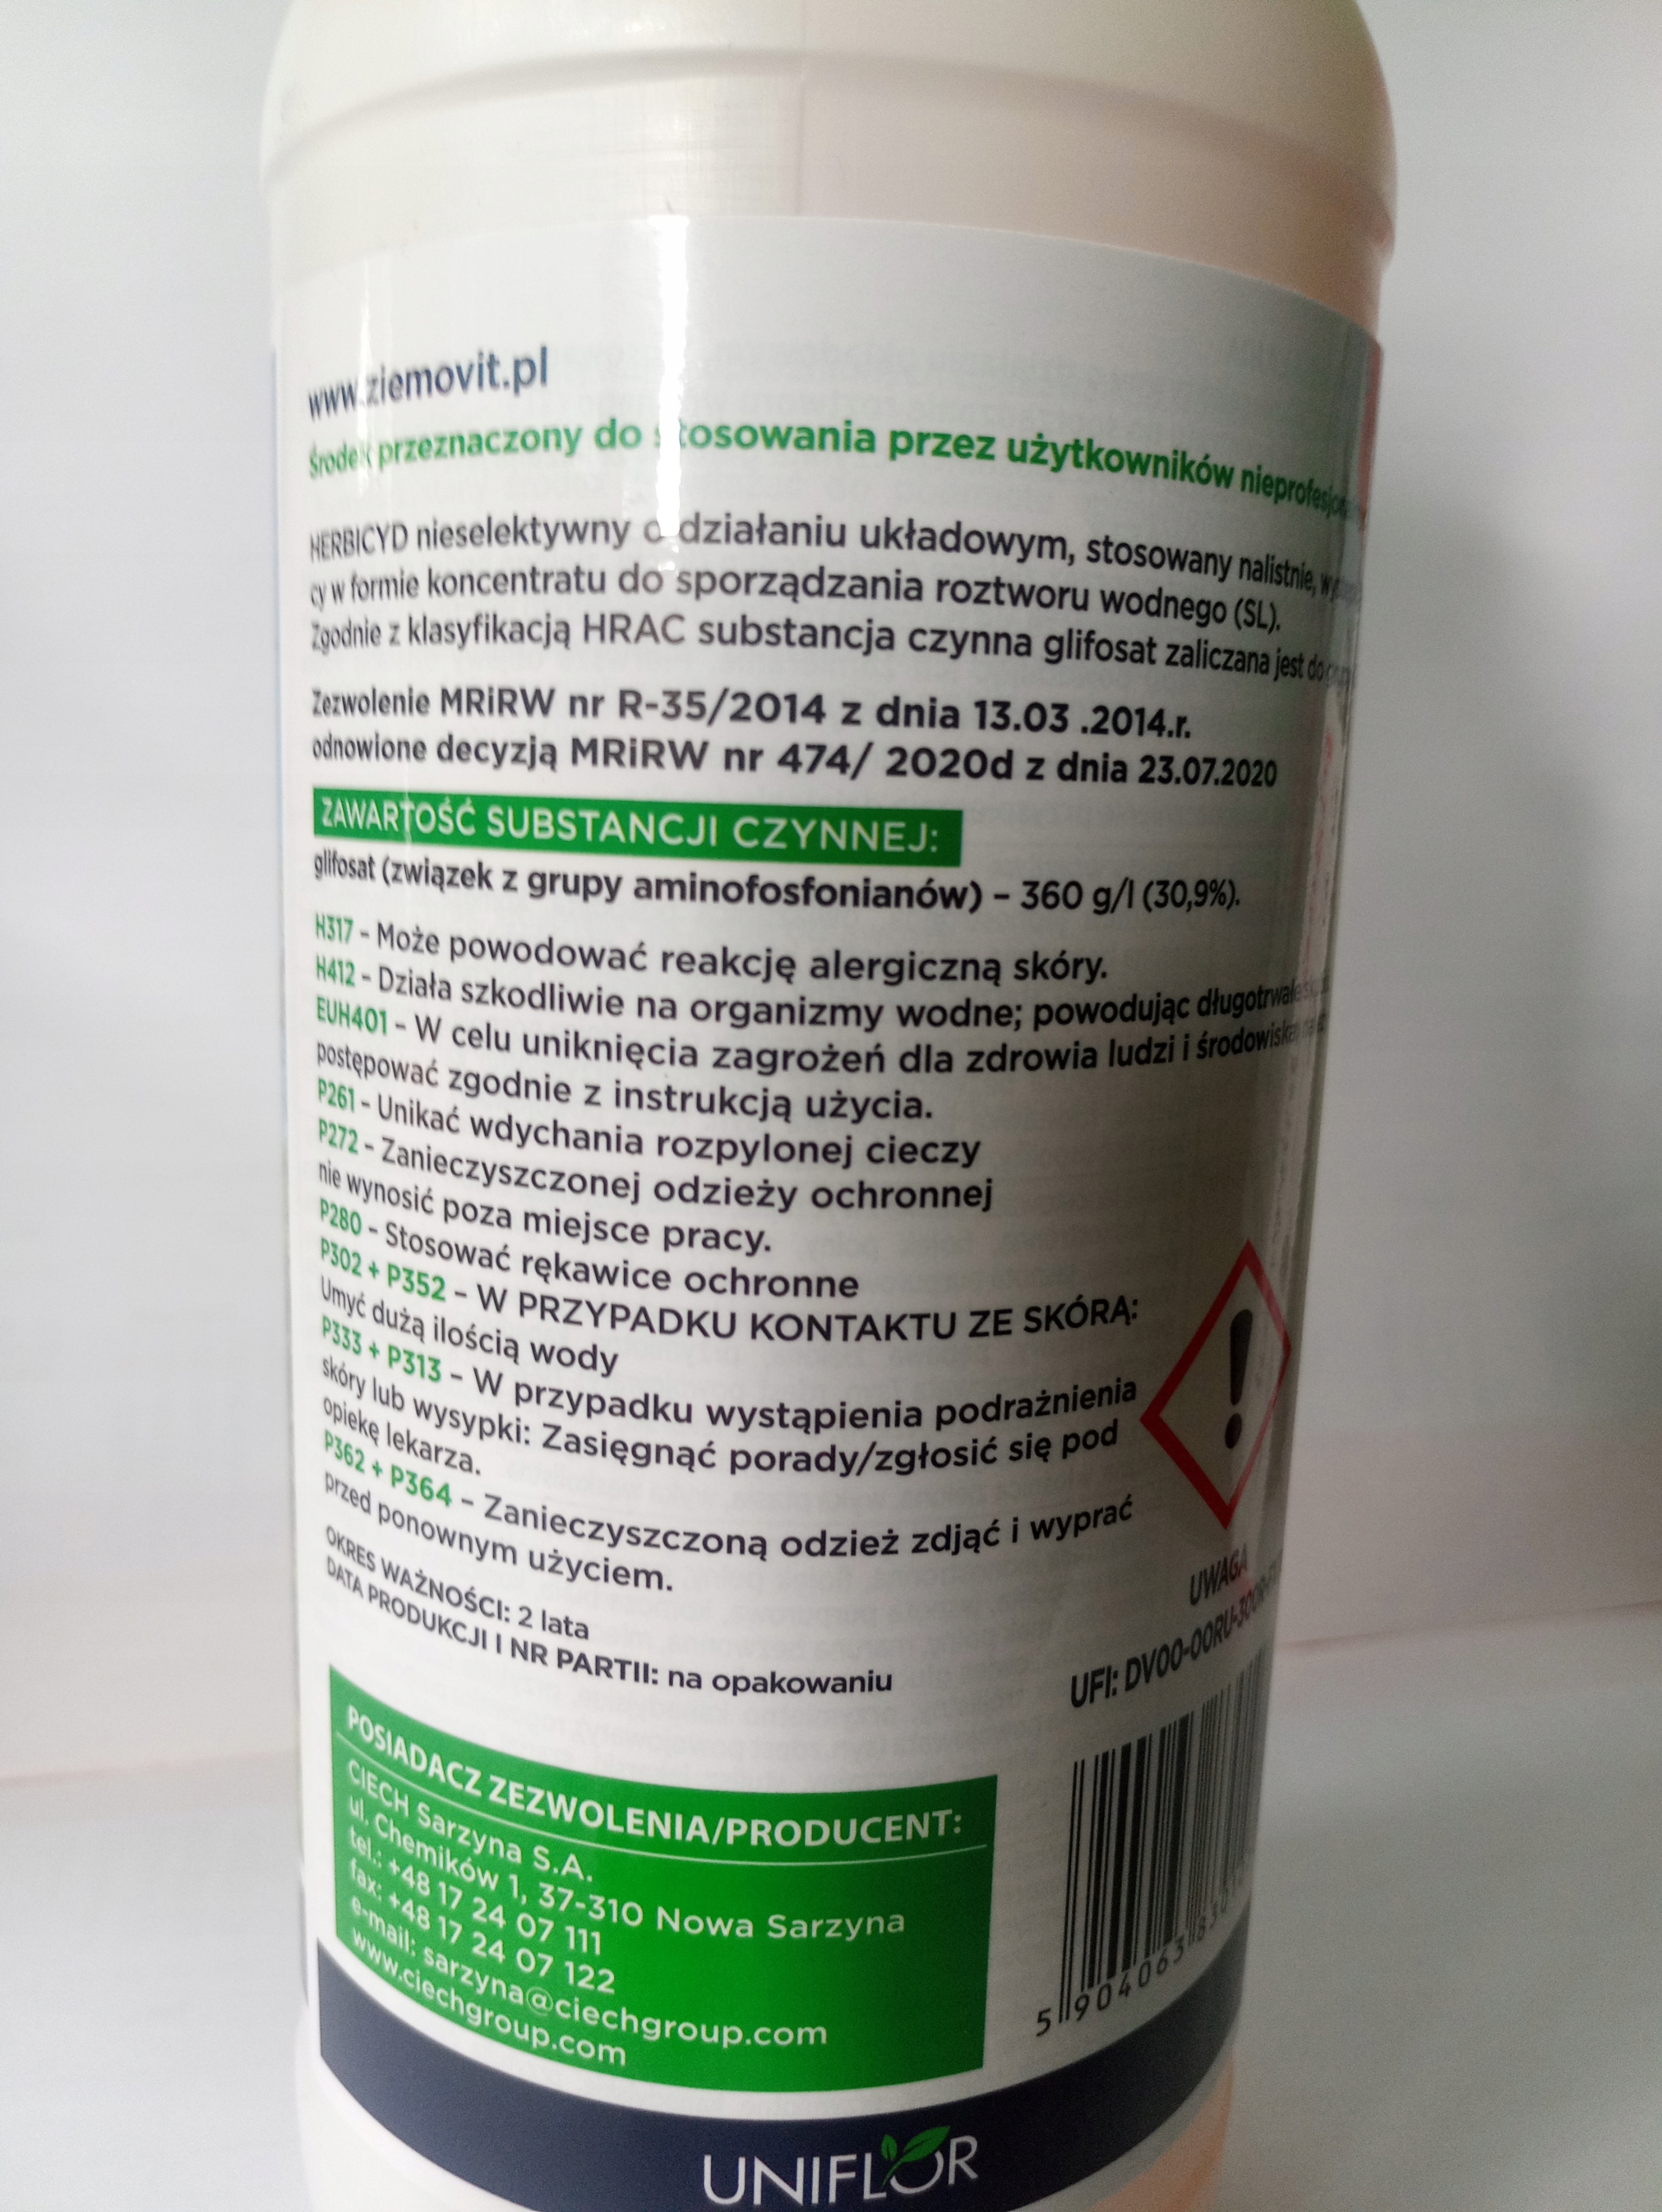 www.ziemovit.pl
Środek przeznaczony do stosowania przez użytkowników
HERBICYD nieselektywny o działaniu układowym, stosowany nalistnie,
cy w formie koncentratu do sporządzania roztworu wodnego (SL).
Zgodnie z klasyfikacją HRAC substancja czynna glifosat zaliczana jest do
Zezwolenie MRiRW nr R-35/2014 z dnia 13.03 .2014.r.
odnowione decyzją MRiRW nr 474/ 2020d z dnia 23.07.2020
ZAWARTOŚĆ SUBSTANCJI CZYNNEJ:
glifosat (związek z grupy aminofosfonianów) – 360 g/l (30,9%).
H317 - Może powodować reakcję alergiczną skóry.
H412 - Działa szkodliwie na organizmy wodne; powodując długotrwałe
EUH401 - W celu uniknięcia zagrożeń dla zdrowia ludzi i środowiska,
postępować zgodnie z instrukcją użycia.
P261 - Unikać wdychania rozpylonej cieczy
P272 - Zanieczyszczonej odzieży ochronnej
nie wynosić poza miejsce pracy.
P280 - Stosować rękawice ochronne
P302 + P352 - W PRZYPADKU KONTAKTU ZE SKÓRĄ:
Umyć dużą ilością wody
P333 + P313 - W przypadku wystąpienia podrażnienia
skóry lub wysypki: Zasięgnąć porady/zgłosić się pod
opiekę lekarza.
P362 + P364 - Zanieczyszczoną odzież zdjąć i wyprać
przed ponownym użyciem.
OKRES WAŻNOŚCI: 2 lata
DATA PRODUKCJI I NR PARTII: na opakowaniu
UWAGA
UFI: DV00-00RU-300R-
POSIADACZ ZEZWOLENIA/PRODUCENT:
CIECH Sarzyna S.A.
ul. Chemików 1, 37-310 Nowa Sarzyna
tel.: +48 17 24 07 111
fax: +48 17 24 07 122
e-mail: sarzyna@ciechgroup.com
www.ciechgroup.com
5 904063
UNIFLOR